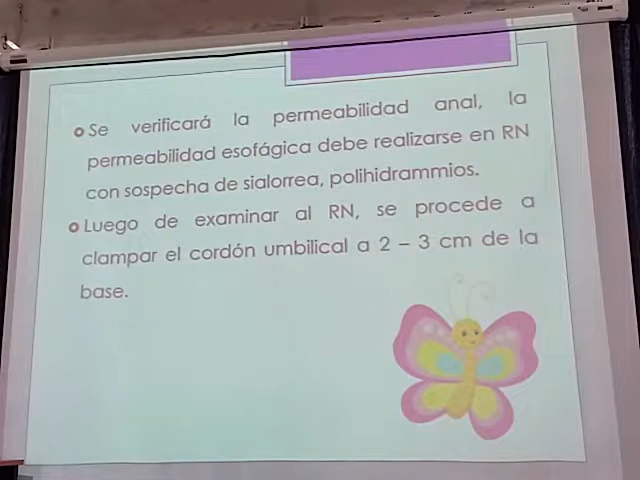 Se verificará la permeabilidad anal, la
permeabilidad esofágica debe realizarse en RN
con sospecha de sialorrea, polihidrammios.
Luego de examinar al RN, se procede a
clampar el cordón umbilical a 2 – 3 cm de la
base.